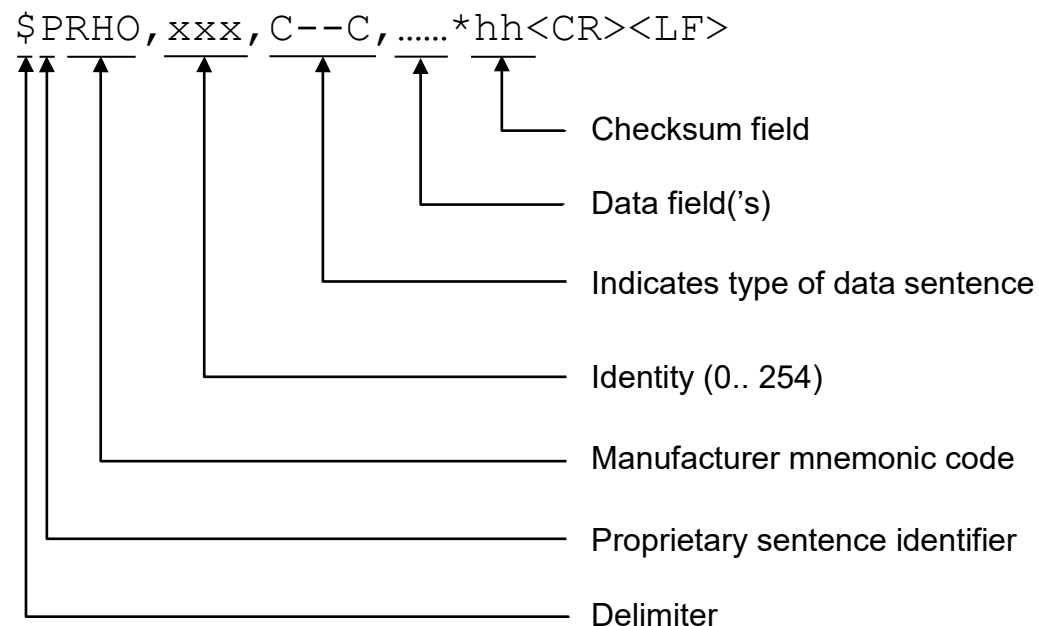 $PRHO,xxx,C--C,……*hh<CR><LF>
Checksum field
Data field(’s)
Indicates type of data sentence
Identity (0.. 254)
Manufacturer mnemonic code
Proprietary sentence identifier
Delimiter